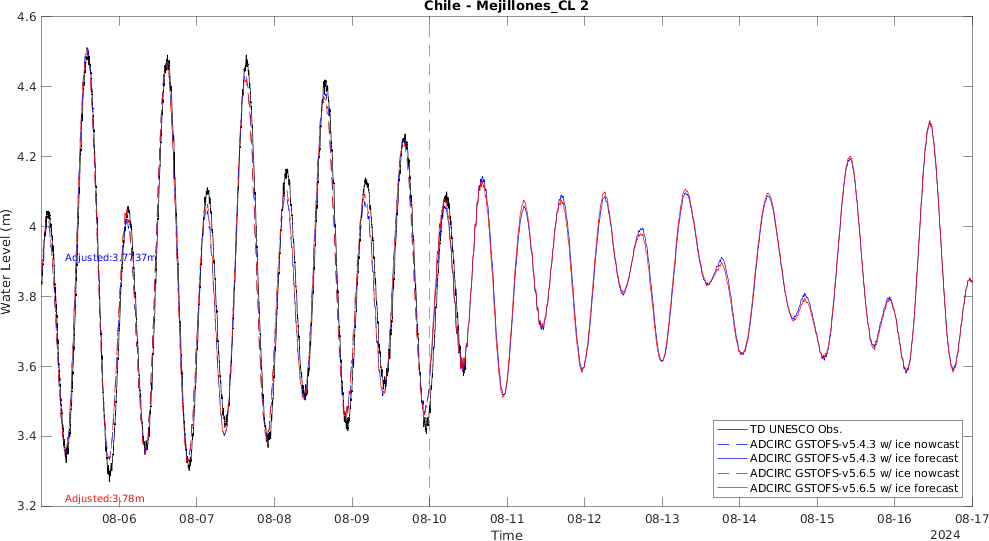 Chile - Mejillones_CL 2
4.6
4.4
4.2
4
3.8
3.6
3.4
3.2
Water Level (m)
Adjusted:3.7737m
Adjusted:3.78m
TD UNESCO Obs.
ADCIRC GSTOFS-v5.4.3 w/ ice nowcast
ADCIRC GSTOFS-v5.4.3 w/ ice forecast
ADCIRC GSTOFS-v5.6.5 w/ ice nowcast
ADCIRC GSTOFS-v5.6.5 w/ ice forecast
08-06 08-07 08-08 08-09 08-10 08-11 08-12 08-13 08-14 08-15 08-16 08-17
Time
2024